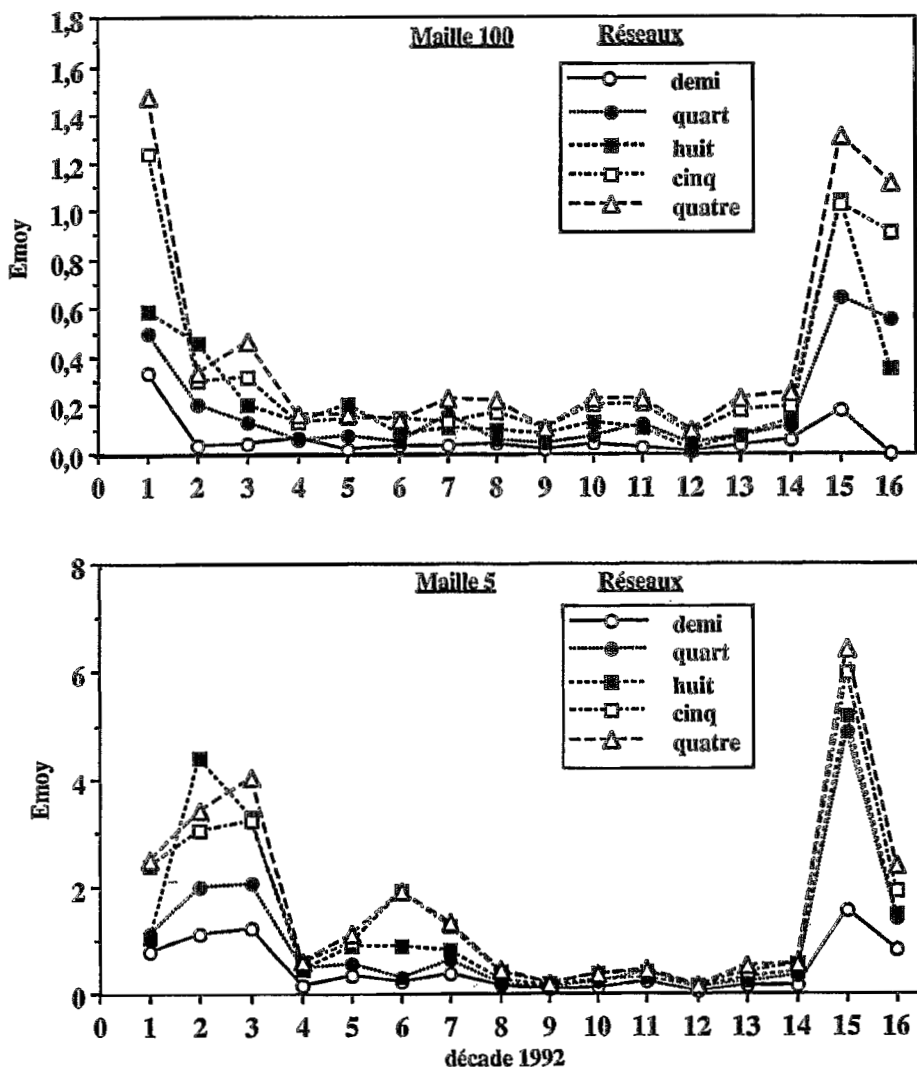 Maille 100 Réseaux
demi
quart
huit
cinq
quatre
Emoy
1,8
1,6
1,4
1,2
1,0
0,8
0,6
0,4
0,2
0,0
0 1 2 3 4 5 6 7 8 9 10 11 12 13 14 15 16
Maille 5 Réseaux
demi
quart
huit
cinq
quatre
Emoy
8
6
4
2
0
0 1 2 3 4 5 6 7 8 9 10 11 12 13 14 15 16
décade 1992